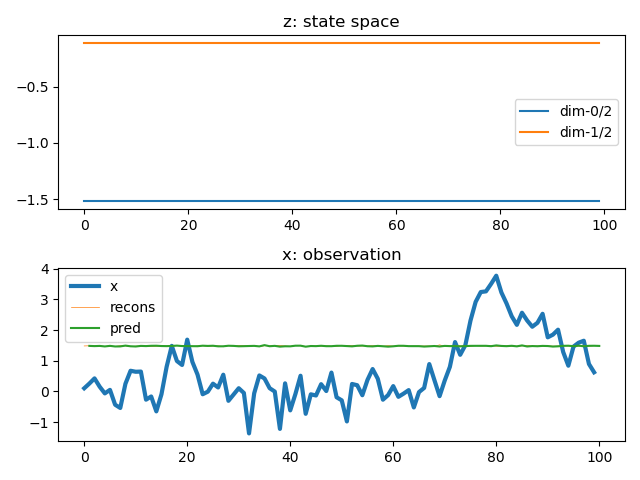 z: state space
−0.5
−1.0
−1.5
dim-0/2
dim-1/2
0 20 40 60 80 100
x: observation
4
3
2
1
0
−1
x
recons
pred
0 20 40 60 80 100